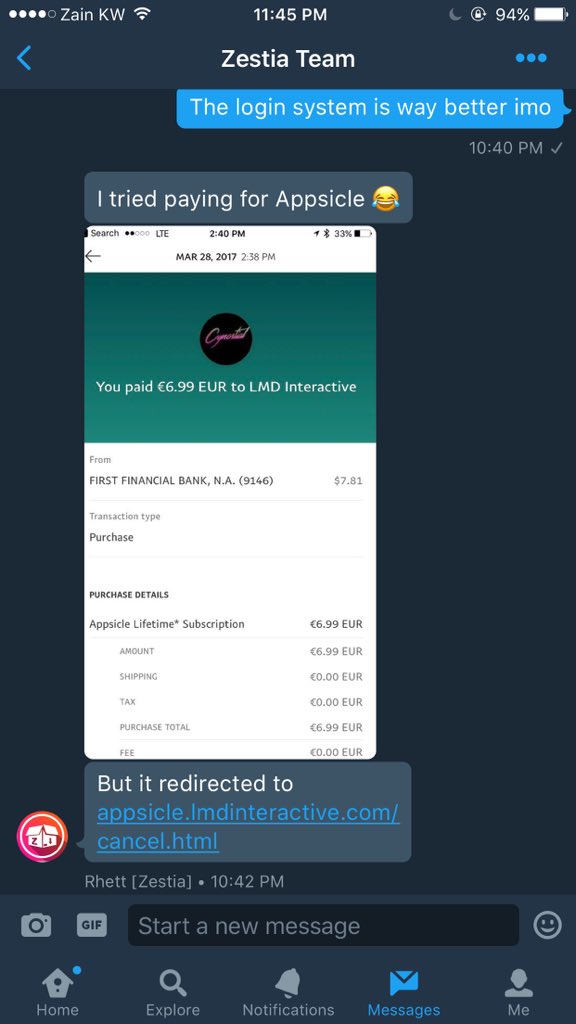 Zain KW 11:45 PM 94%
Zestia Team
The login system is way better imo
10:40 PM ✓
I tried paying for Appsicle 😂
Search LTE 2:40 PM 33%
MAR 28, 2017 2:38 PM
You paid €6.99 EUR to LMD Interactive
From
FIRST FINANCIAL BANK, N.A. (9146) $7.81
Transaction type
Purchase
PURCHASE DETAILS
Appsicle Lifetime* Subscription €6.99 EUR
AMOUNT €6.99 EUR
SHIPPING €0.00 EUR
TAX €0.00 EUR
PURCHASE TOTAL €6.99 EUR
FEE €0.00 EUR
But it redirected to
appsicle.lmdinteractive.com/
cancel.html
Rhett [Zestia] • 10:42 PM
GIF Start a new message
Home Explore Notifications Messages Me